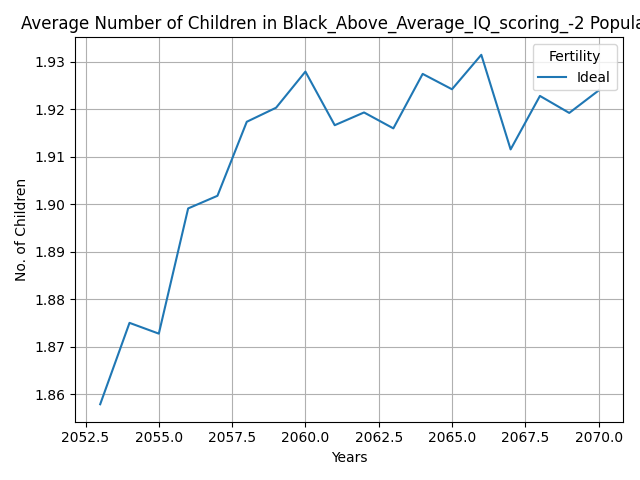 Average Number of Children in Black_Above_Average_IQ_scoring_-2 Popula
Fertility
Ideal
No. of Children
1.93
1.92
1.91
1.90
1.89
1.88
1.87
1.86
2052.5 2055.0 2057.5 2060.0 2062.5 2065.0 2067.5 2070.0
Years